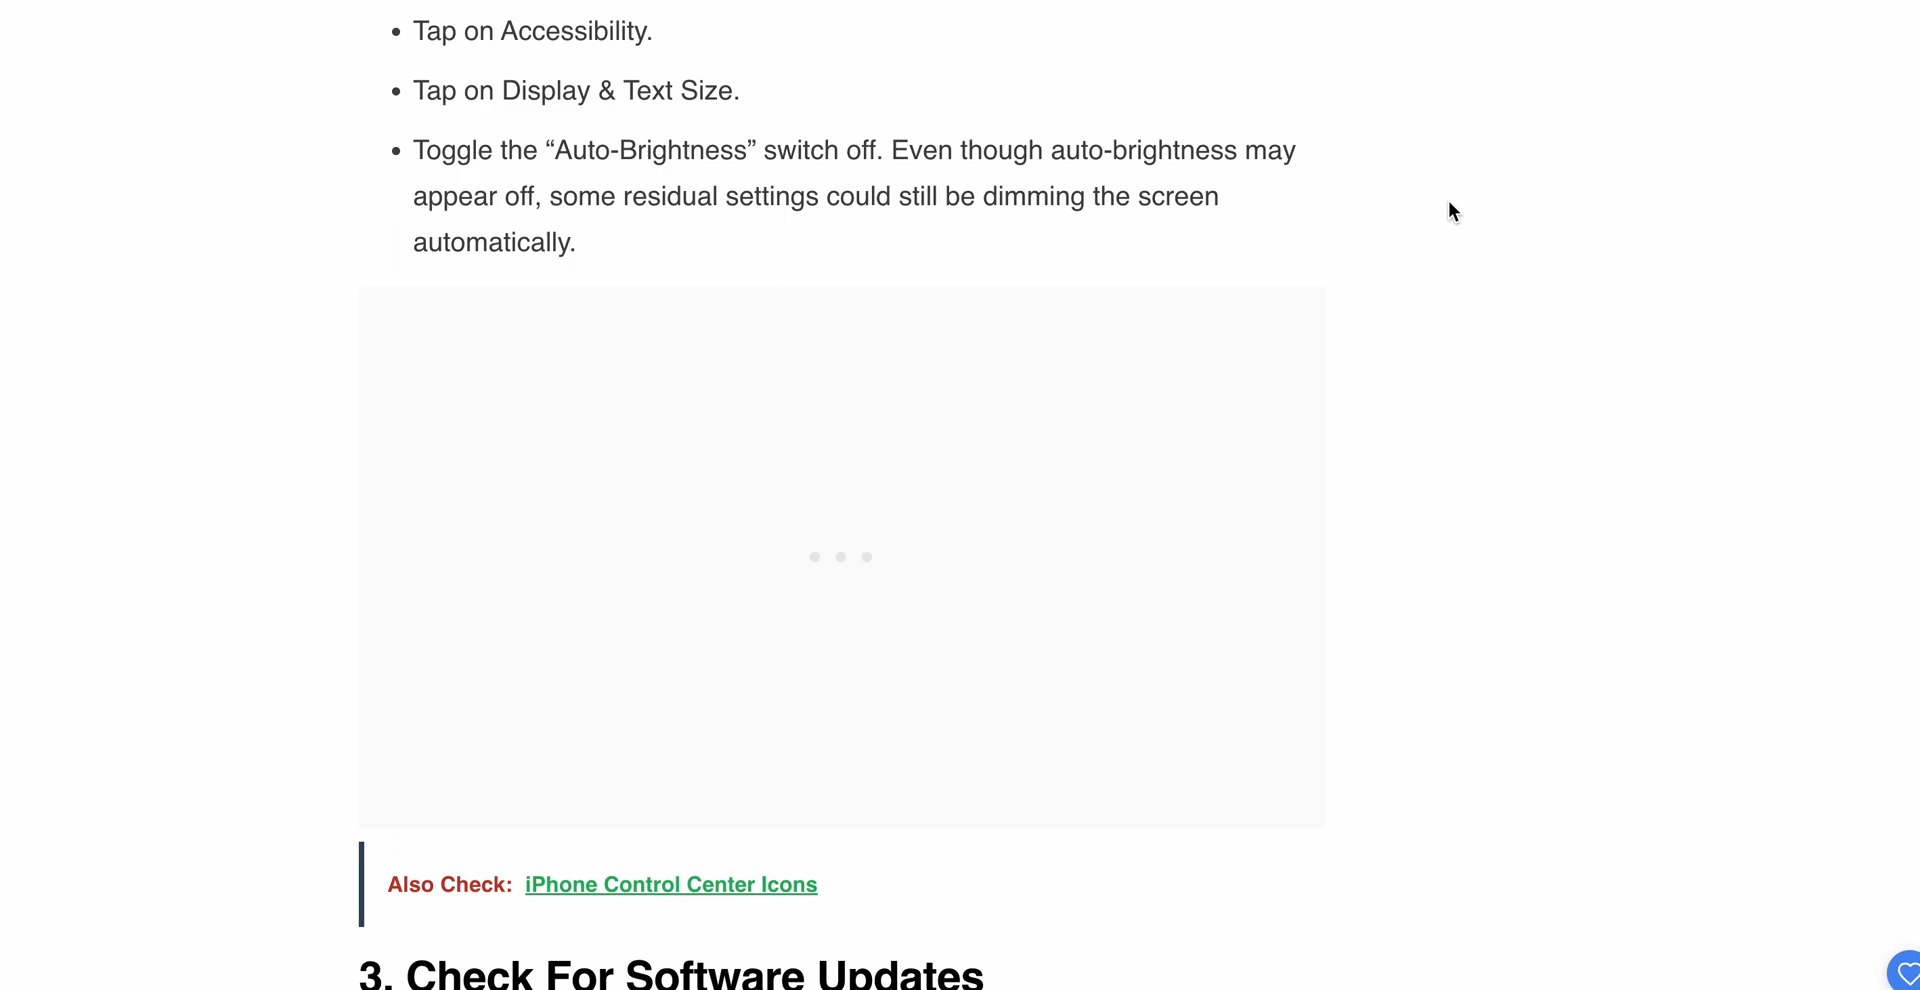 • Tap on Accessibility.
• Tap on Display & Text Size.
• Toggle the “Auto-Brightness” switch off. Even though auto-brightness may
appear off, some residual settings could still be dimming the screen
automatically.
Also Check: iPhone Control Center Icons
3. Check For Software Updates